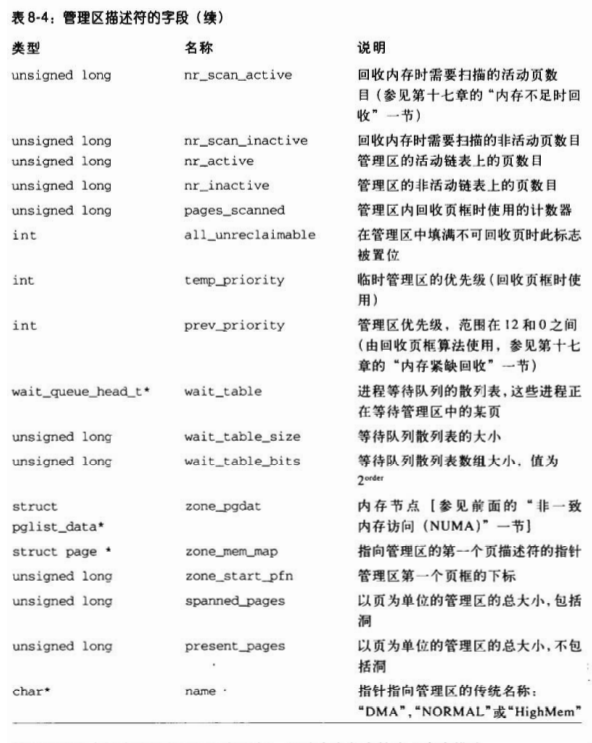 表8-4：管理区描述符的字段（续）
类型 名称 说明
unsigned long nr_scan_active 回收内存时需要扫描的活动页数
目（参见第十七章的“内存不足时回
收”一节）
unsigned long nr_scan_inactive 回收内存时需要扫描的非活动页数目
unsigned long nr_active 管理区的活动链表上的页数目
unsigned long nr_inactive 管理区的非活动链表上的页数目
unsigned long pages_scanned 管理区内回收页框时使用的计数器
int all_unreclaimable 在管理区中填满不可回收页时此标志
被置位
int temp_priority 临时管理区的优先级（回收页框时使
用）
int prev_priority 管理区优先级，范围在12和0之间
（由回收页框算法使用，参见第十七
章的“内存紧缺回收”一节）
wait_queue_head_t* wait_table 进程等待队列的散列表，这些进程正
在等待管理区中的某页
unsigned long wait_table_size 等待队列散列表的大小
unsigned long wait_table_bits 等待队列散列表数组大小，值为
2order
struct zone_pgdat 内存节点［参见前面的“非一致
pglist_data* 内存访问（NUMA）”一节］
struct page * zone_mem_map 指向管理区的第一个页描述符的指针
unsigned long zone_start_pfn 管理区第一个页框的下标
unsigned long spanned_pages 以页为单位的管理区的总大小，包括
洞
unsigned long present_pages 以页为单位的管理区的总大小，不包
括洞
char* name 指针指向管理区的传统名称：
“DMA”，“NORMAL”或“HighMem”